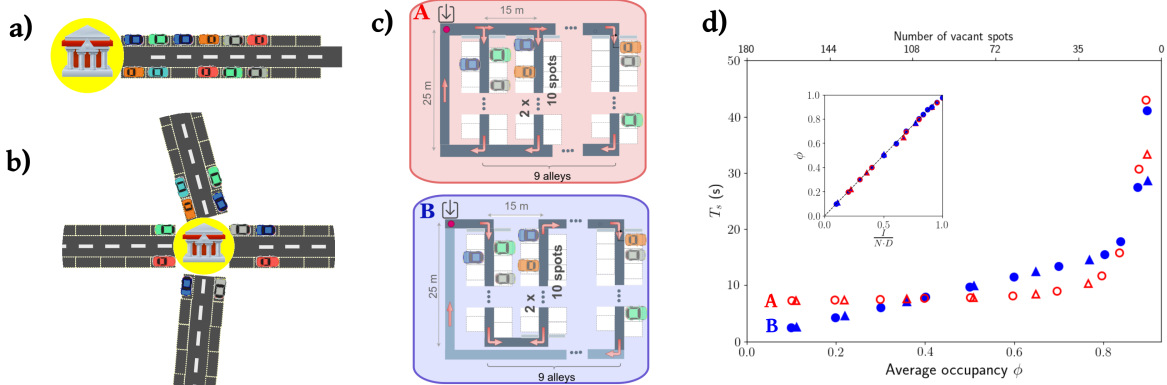 a)
b)
c)
A
15 m
25 m
2 x
10 spots
9 alleys
B
15 m
25 m
2 x
10 spots
9 alleys
d)
Number of vacant spots
180 144 108 72 35 0
50
40
30
20
10
0
T_s (s)
1.0
0.8
0.6
0.4
0.2
0.0
ϕ
0.0 0.5 1.0
I
N·D
A
B
0.0 0.2 0.4 0.6 0.8
Average occupancy ϕ